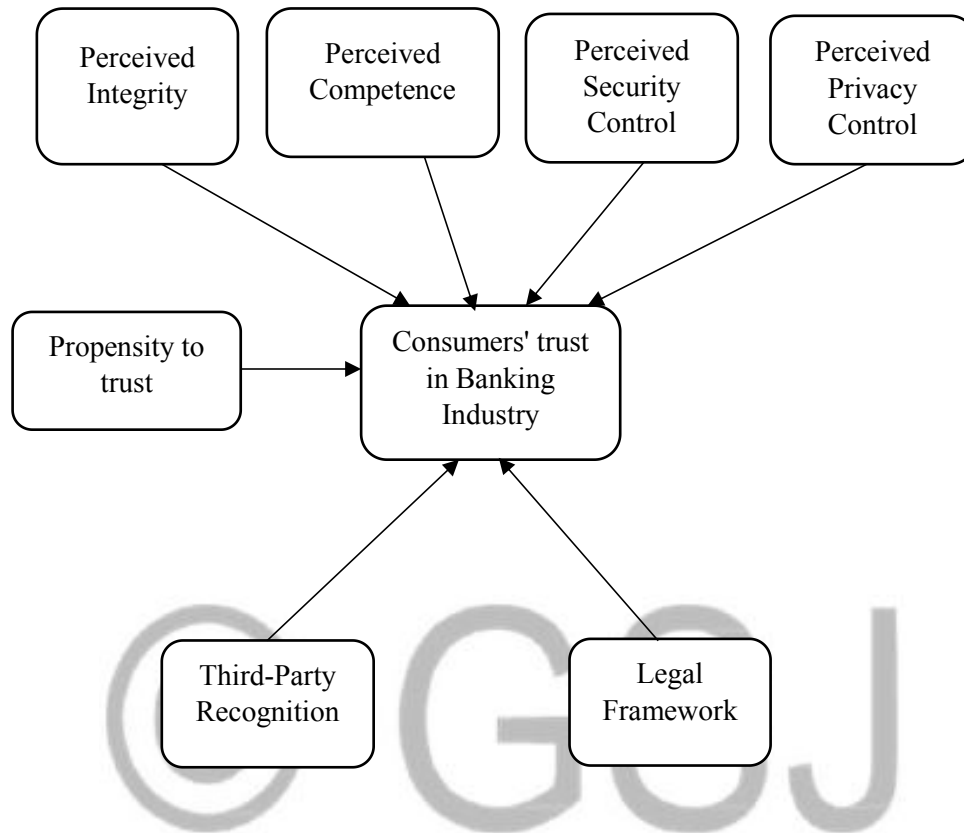 Perceived
Integrity
Perceived
Competence
Perceived
Security
Control
Perceived
Privacy
Control
Propensity to
trust
Consumers' trust
in Banking
Industry
Third-Party
Recognition
Legal
Framework
© GSJ